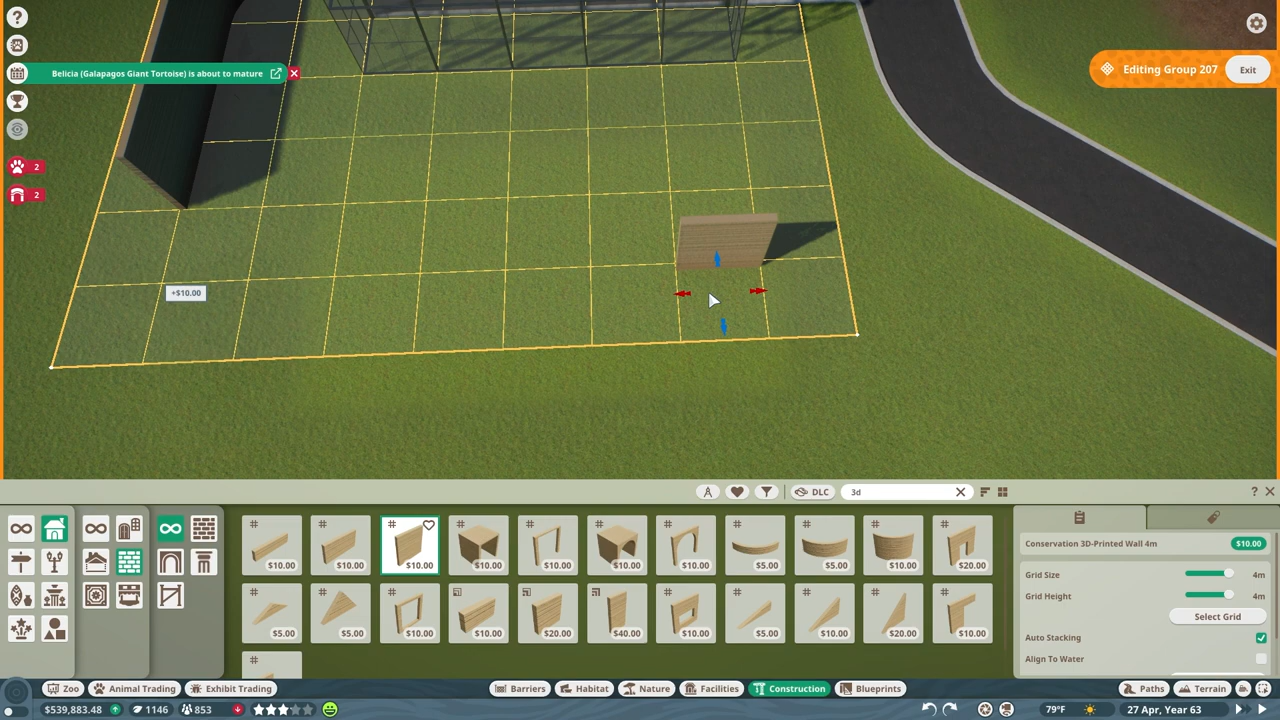 ?
Belicia (Galapagos Giant Tortoise) is about to mature
2
2
Editing Group 207
Exit
+$10.00
DLC
3d
?
$10.00
$10.00
$10.00
$10.00
$10.00
$10.00
$10.00
$5.00
$5.00
$10.00
$20.00
$5.00
$5.00
$10.00
$10.00
$20.00
$40.00
$10.00
$5.00
$10.00
$20.00
$10.00
Conservation 3D-Printed Wall 4m
$10.00
Grid Size
4m
Grid Height
4m
Select Grid
Auto Stacking
Align To Water
Zoo
Animal Trading
Exhibit Trading
Barriers
Habitat
Nature
Facilities
Construction
Blueprints
Paths
Terrain
$539,883.48
1146
853
79°F
27 Apr, Year 63